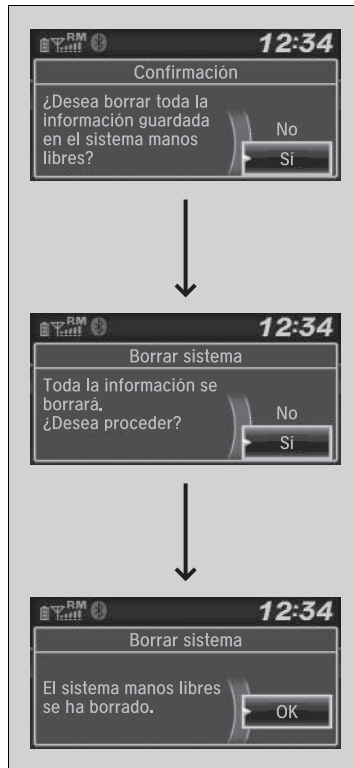 RM 12:34
Confirmación
¿Desea borrar toda la
información guardada
en el sistema manos
libres?
No
Sí
RM 12:34
Borrar sistema
Toda la información se
borrará.
¿Desea proceder?
No
Sí
RM 12:34
Borrar sistema
El sistema manos libres
se ha borrado.
OK